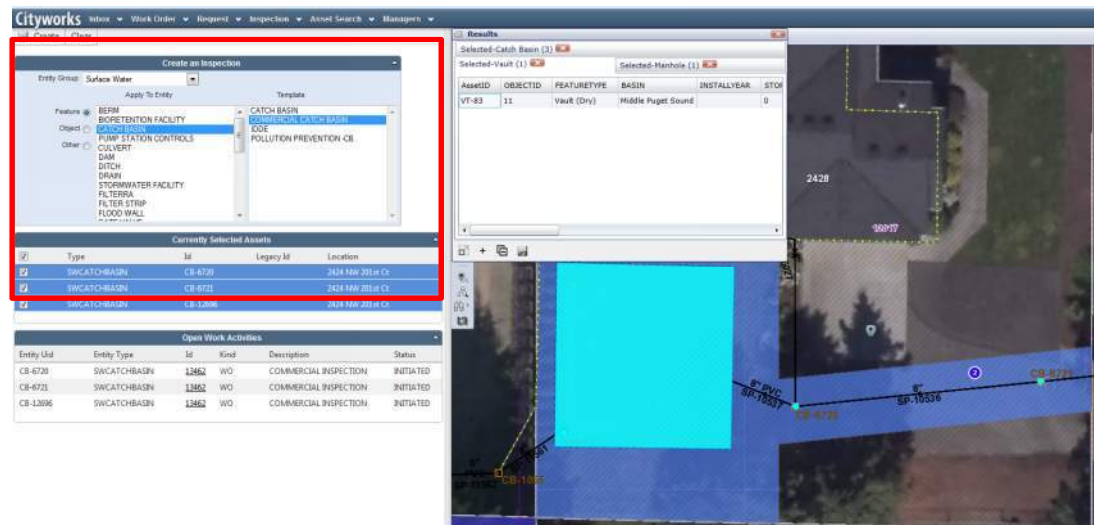 Cityworks Inbox Work Order Request Inspection Asset Search Managers
Create Clear
Create an Inspection
Entity Group: Surface Water
Apply To Entity Template
Feature
Object
Other
BERM
BIORETENTION FACILITY
CATCH BASIN
PUMP STATION CONTROLS
CULVERT
DAM
DITCH
DRAIN
STORMWATER FACILITY
FILTERRA
FILTER STRIP
FLOOD WALL
CATCH BASIN
COMMERCIAL CATCH BASIN
IDDE
POLLUTION PREVENTION -CB
Currently Selected Assets
Type Id Legacy Id Location
SWCATCHBASIN CB-6720 2424 NW 201st Ct
SWCATCHBASIN CB-6721 2424 NW 201st Ct
SWCATCHBASIN CB-12696 2424 NW 201st Ct
Open Work Activities
Entity Uid Entity Type Id Kind Description Status
CB-6720 SWCATCHBASIN 13462 WO COMMERCIAL INSPECTION INITIATED
CB-6721 SWCATCHBASIN 13462 WO COMMERCIAL INSPECTION INITIATED
CB-12696 SWCATCHBASIN 13462 WO COMMERCIAL INSPECTION INITIATED
Results
Selected-Catch Basin (3)
Selected-Vault (1) Selected-Manhole (1)
AssetID OBJECTID FEATURETYPE BASIN INSTALLYEAR STOR
VT-83 11 Vault (Dry) Middle Puget Sound 0
2428
12017
2
8" PVC
SP-10537
CB-6720
8"
SP-10536
CB-6721